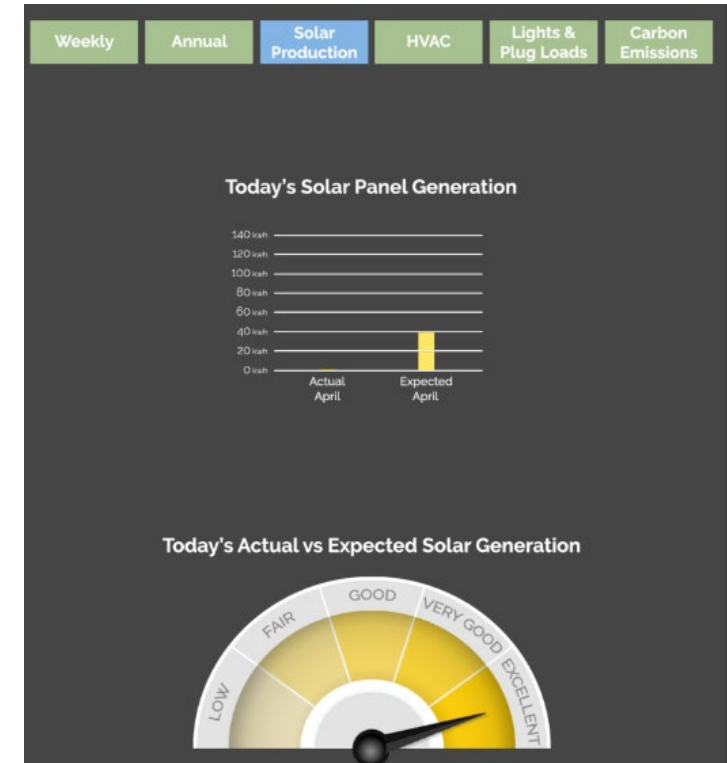 Weekly
Annual
Solar
Production
HVAC
Lights &
Plug Loads
Carbon
Emissions
Today's Solar Panel Generation
140 kwh
120 kwh
100 kwh
80 kwh
60 kwh
40 kwh
20 kwh
0 kwh
Actual
April
Expected
April
Today's Actual vs Expected Solar Generation
LOW
FAIR
GOOD
VERY GOOD
EXCELLENT